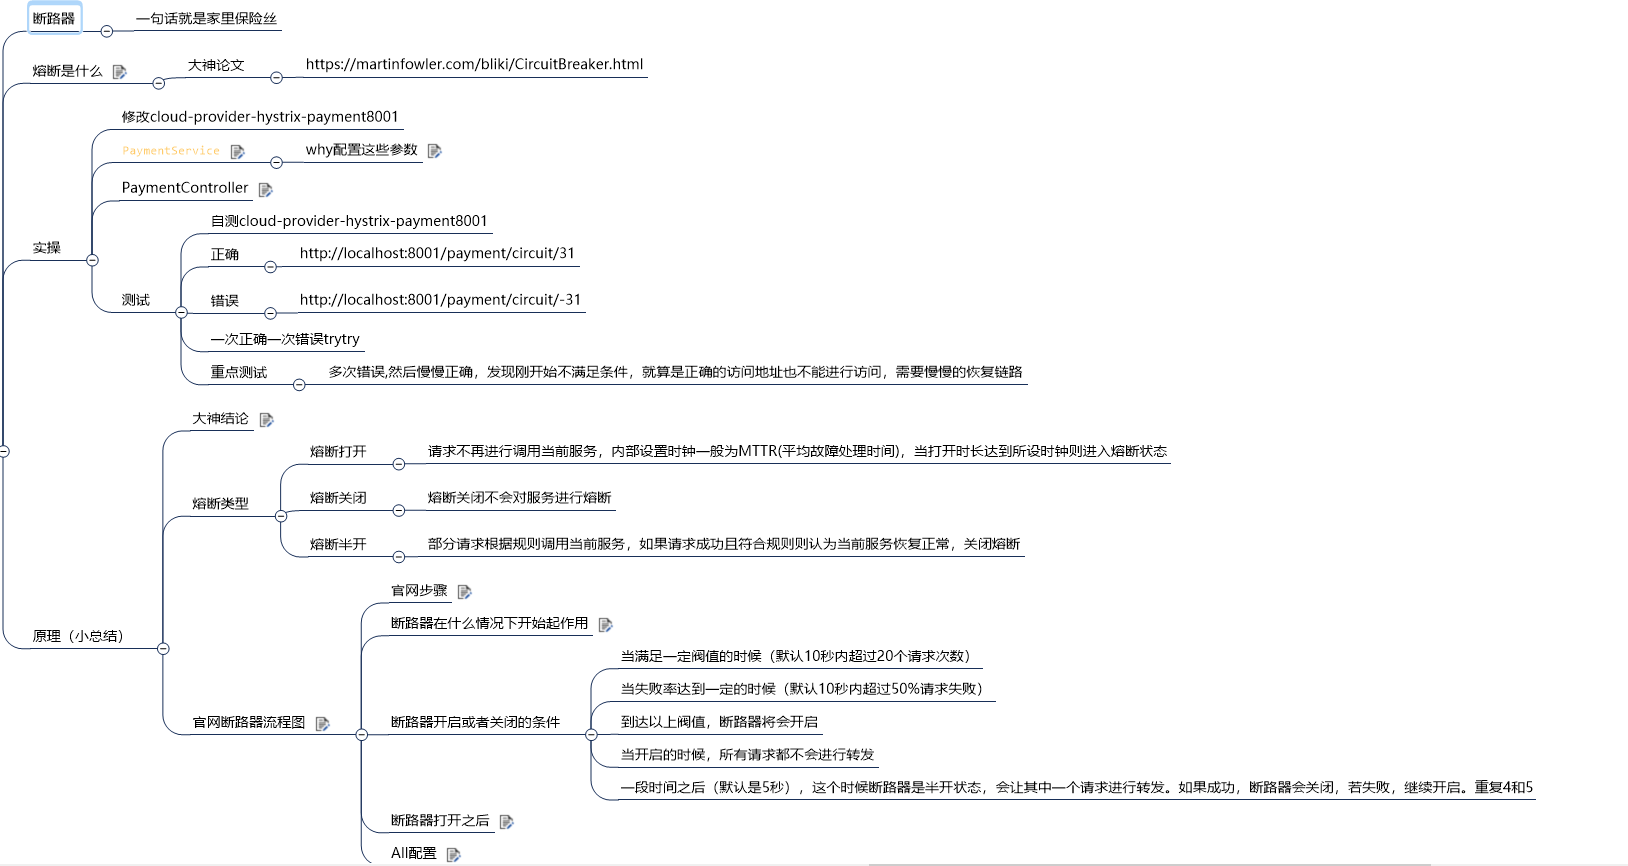 断路器
一句话就是家里保险丝
熔断是什么
大神论文
https://martinfowler.com/bliki/CircuitBreaker.html
实操
修改cloud-provider-hystrix-payment8001
PaymentService
why配置这些参数
PaymentController
测试
自测cloud-provider-hystrix-payment8001
正确
http://localhost:8001/payment/circuit/31
错误
http://localhost:8001/payment/circuit/-31
一次正确一次错误trytry
重点测试
多次错误,然后慢慢正确，发现刚开始不满足条件，就算是正确的访问地址也不能进行访问，需要慢慢的恢复链路
原理（小总结）
大神结论
熔断类型
熔断打开
请求不再进行调用当前服务，内部设置时钟一般为MTTR(平均故障处理时间)，当打开时长达到所设时钟则进入熔断状态
熔断关闭
熔断关闭不会对服务进行熔断
熔断半开
部分请求根据规则调用当前服务，如果请求成功且符合规则则认为当前服务恢复正常，关闭熔断
官网断路器流程图
官网步骤
断路器在什么情况下开始起作用
断路器开启或者关闭的条件
当满足一定阀值的时候（默认10秒内超过20个请求次数）
当失败率达到一定的时候（默认10秒内超过50%请求失败）
到达以上阀值，断路器将会开启
当开启的时候，所有请求都不会进行转发
一段时间之后（默认是5秒），这个时候断路器是半开状态，会让其中一个请求进行转发。如果成功，断路器会关闭，若失败，继续开启。重复4和5
断路器打开之后
All配置